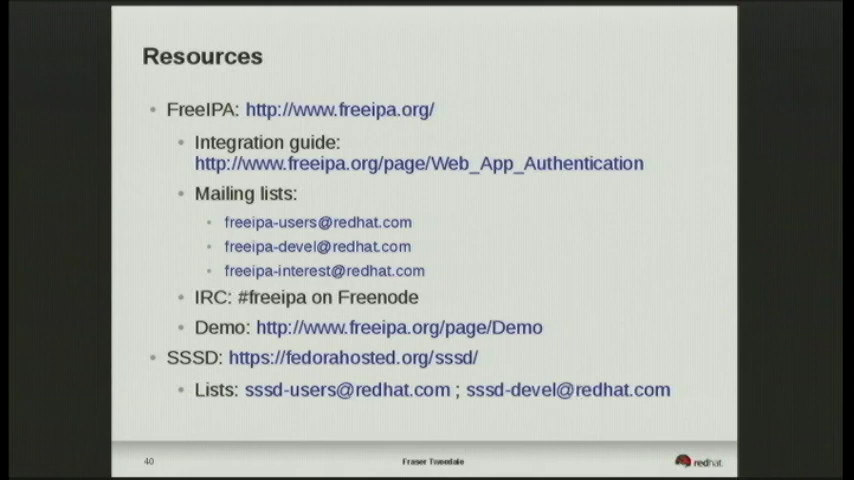 Resources
FreeIPA: http://www.freeipa.org/
Integration guide:
http://www.freeipa.org/page/Web_App_Authentication
Mailing lists:
freeipa-users@redhat.com
freeipa-devel@redhat.com
freeipa-interest@redhat.com
IRC: #freeipa on Freenode
Demo: http://www.freeipa.org/page/Demo
SSSD: https://fedorahosted.org/sssd/
Lists: sssd-users@redhat.com ; sssd-devel@redhat.com
40
Fraser Tweedale
redhat.